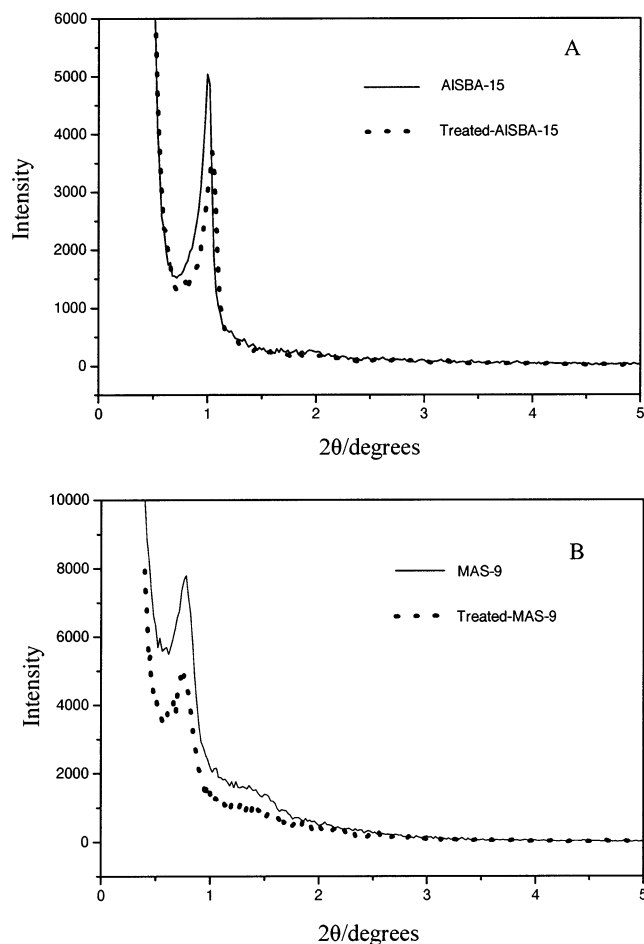 6000
A
5000
AlSBA-15
4000
Treated-AlSBA-15
3000
Intensity
2000
1000
0
0 1 2 3 4 5
2θ/degrees
10000
B
8000
MAS-9
6000
Treated-MAS-9
Intensity
4000
2000
0
0 1 2 3 4 5
2θ/degrees